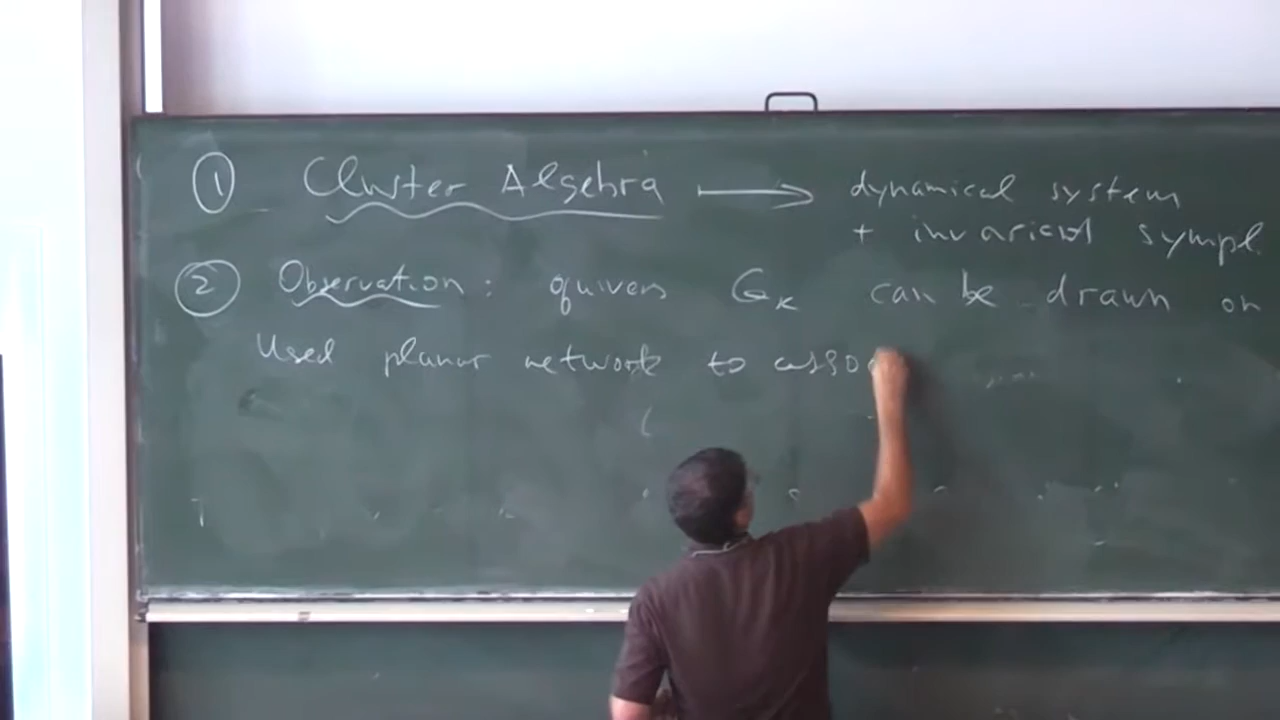 ① Cluster Algebra → dynamical system
+ invariant sympl.
② Observation: quivers G_K can be drawn on
Used planar network to assoc